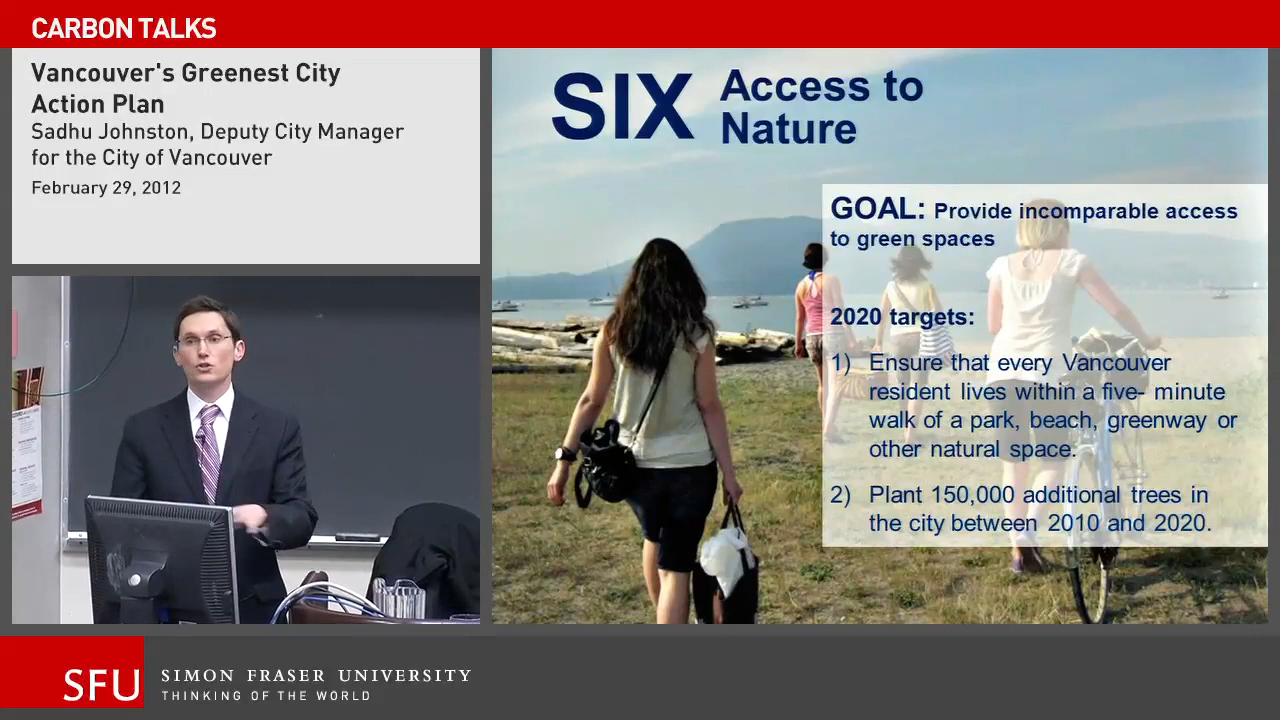 CARBON TALKS
Vancouver's Greenest City
Action Plan
Sadhu Johnston, Deputy City Manager
for the City of Vancouver
February 29, 2012
SIX
Access to
Nature
GOAL: Provide incomparable access
to green spaces
2020 targets:
1) Ensure that every Vancouver
resident lives within a five- minute
walk of a park, beach, greenway or
other natural space.
2) Plant 150,000 additional trees in
the city between 2010 and 2020.
SFU
SIMON FRASER UNIVERSITY
THINKING OF THE WORLD